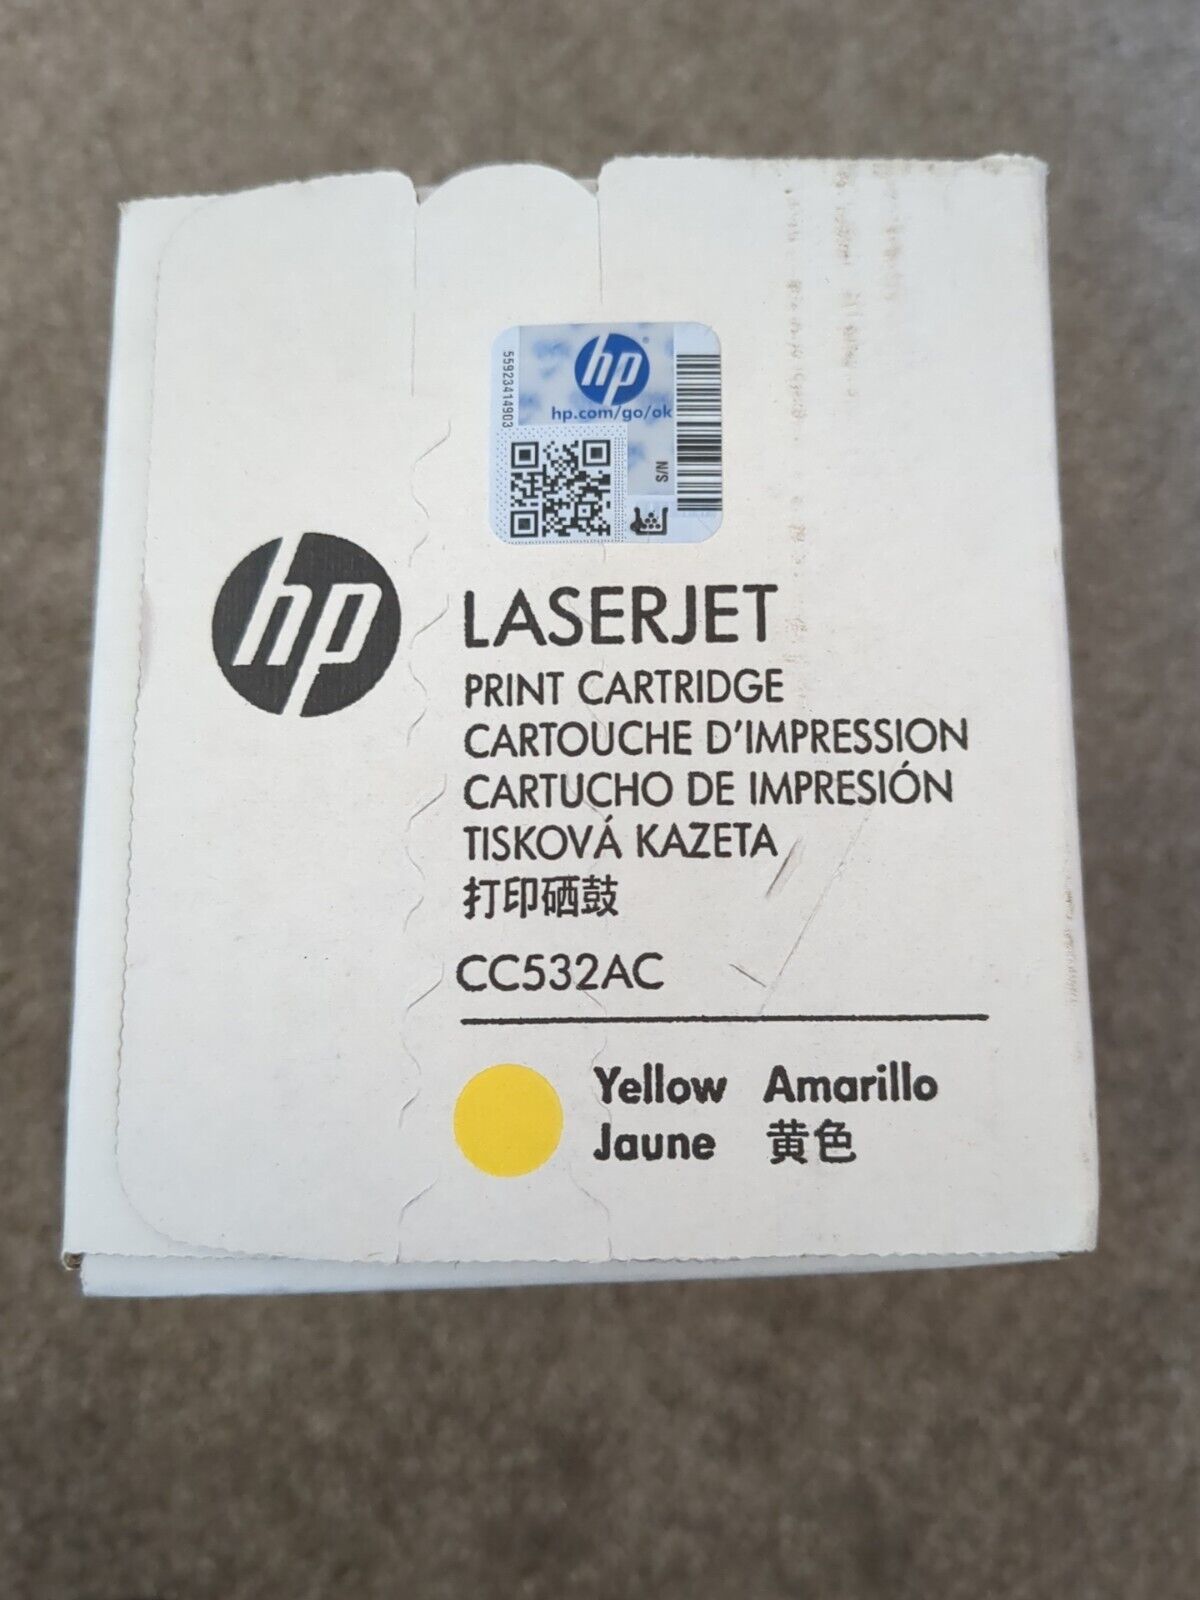 55923414903
hp
hp.com/go/ok
S/N
hp
LASERJET
PRINT CARTRIDGE
CARTOUCHE D'IMPRESSION
CARTUCHO DE IMPRESIÓN
TISKOVÁ KAZETA
打印硒鼓
CC532AC
Yellow Amarillo
Jaune 黄色